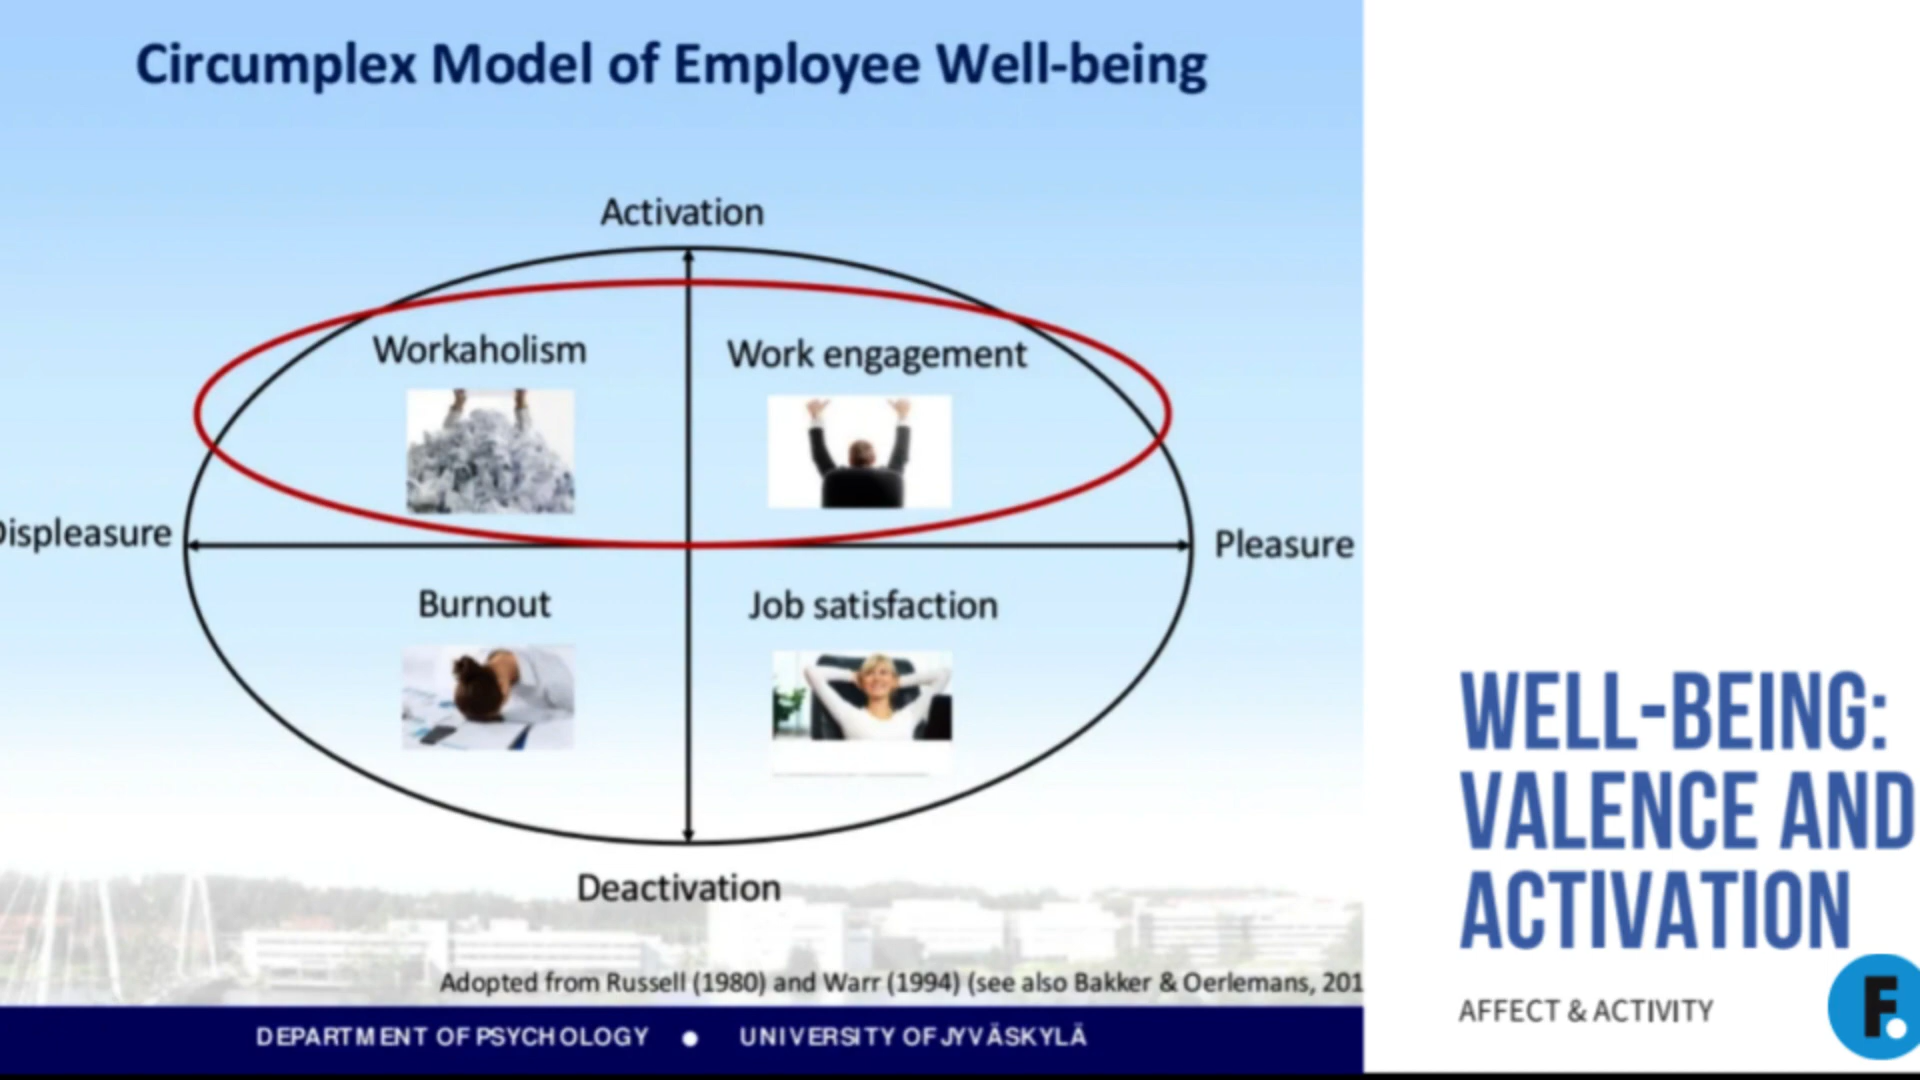 Circumplex Model of Employee Well-being
Activation
Workaholism
Work engagement
Displeasure
Pleasure
Burnout
Job satisfaction
Deactivation
Adopted from Russell (1980) and Warr (1994) (see also Bakker & Oerlemans, 201
DEPARTMENT OF PSYCHOLOGY ● UNIVERSITY OF JYVÄSKYLÄ
WELL-BEING:
VALENCE AND
ACTIVATION
AFFECT & ACTIVITY
F.